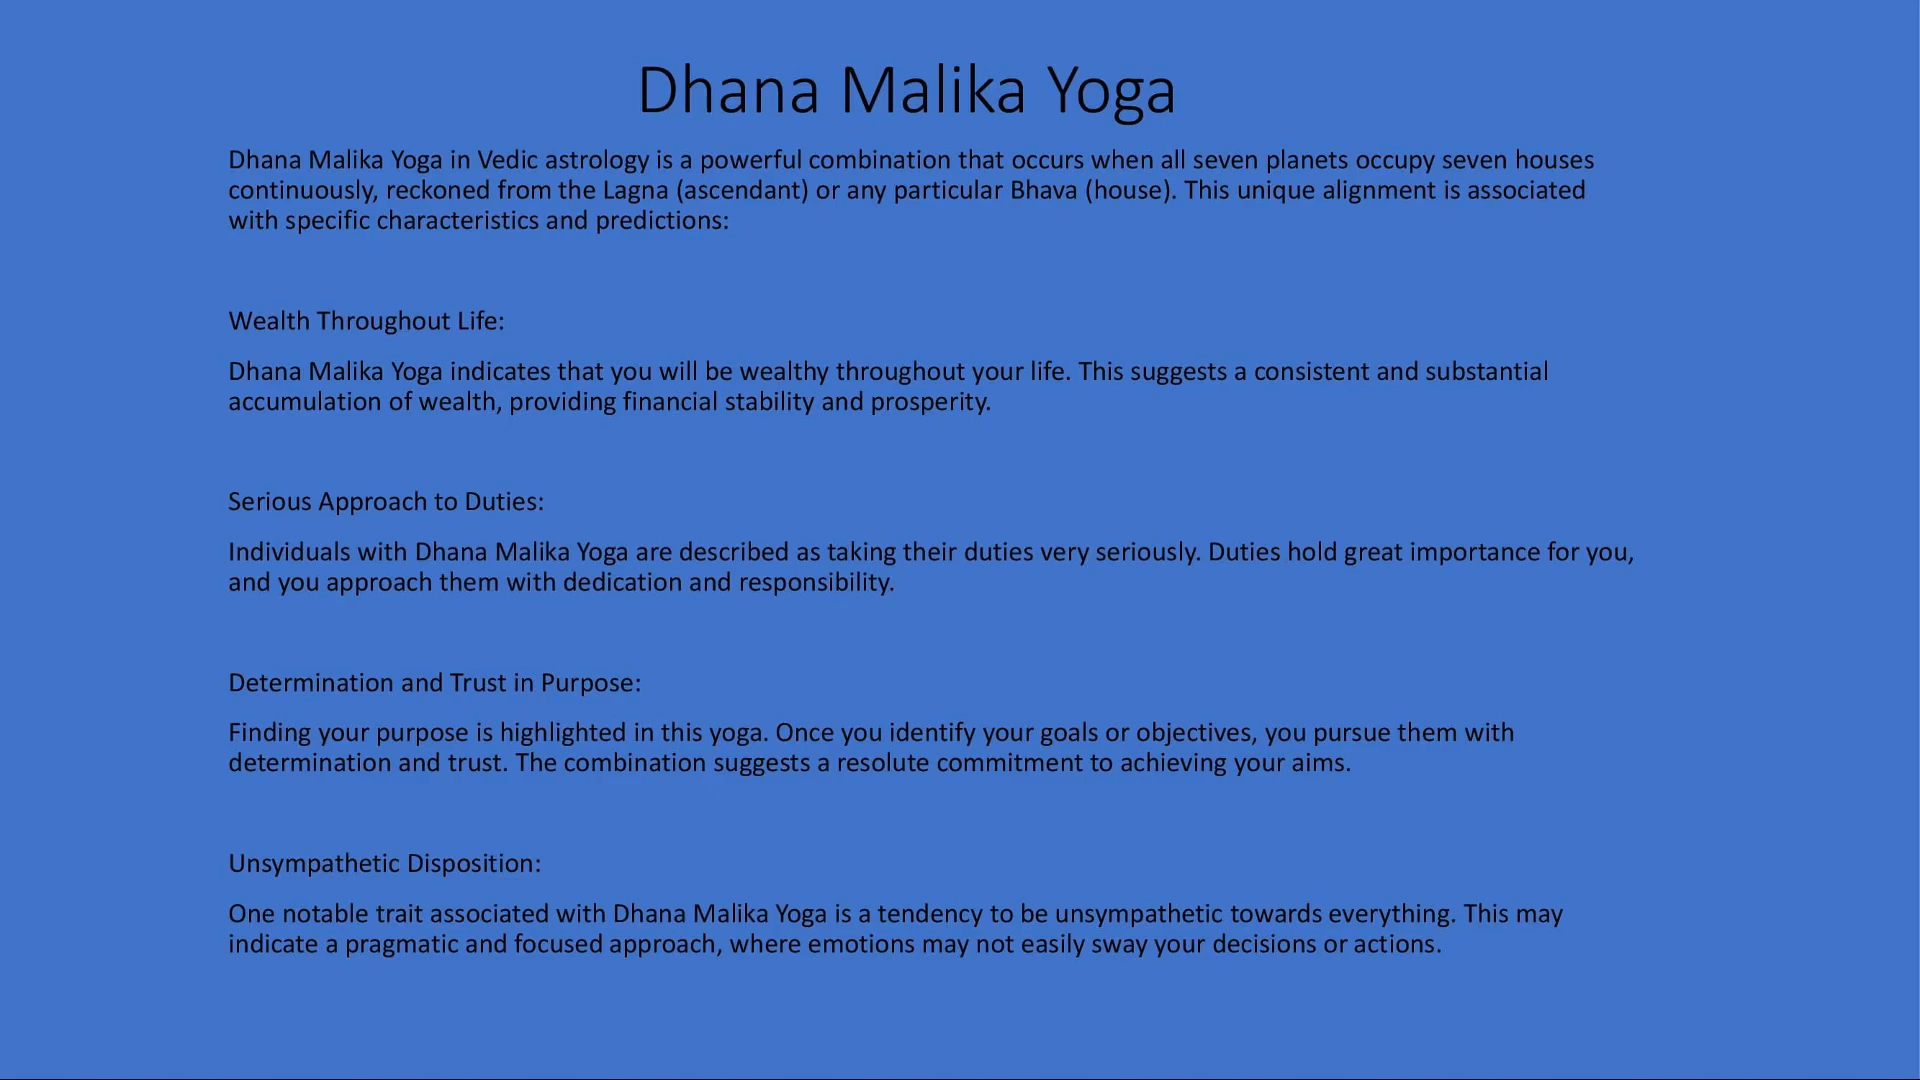 Dhana Malika Yoga
Dhana Malika Yoga in Vedic astrology is a powerful combination that occurs when all seven planets occupy seven houses
continuously, reckoned from the Lagna (ascendant) or any particular Bhava (house). This unique alignment is associated
with specific characteristics and predictions:
Wealth Throughout Life:
Dhana Malika Yoga indicates that you will be wealthy throughout your life. This suggests a consistent and substantial
accumulation of wealth, providing financial stability and prosperity.
Serious Approach to Duties:
Individuals with Dhana Malika Yoga are described as taking their duties very seriously. Duties hold great importance for you,
and you approach them with dedication and responsibility.
Determination and Trust in Purpose:
Finding your purpose is highlighted in this yoga. Once you identify your goals or objectives, you pursue them with
determination and trust. The combination suggests a resolute commitment to achieving your aims.
Unsympathetic Disposition:
One notable trait associated with Dhana Malika Yoga is a tendency to be unsympathetic towards everything. This may
indicate a pragmatic and focused approach, where emotions may not easily sway your decisions or actions.